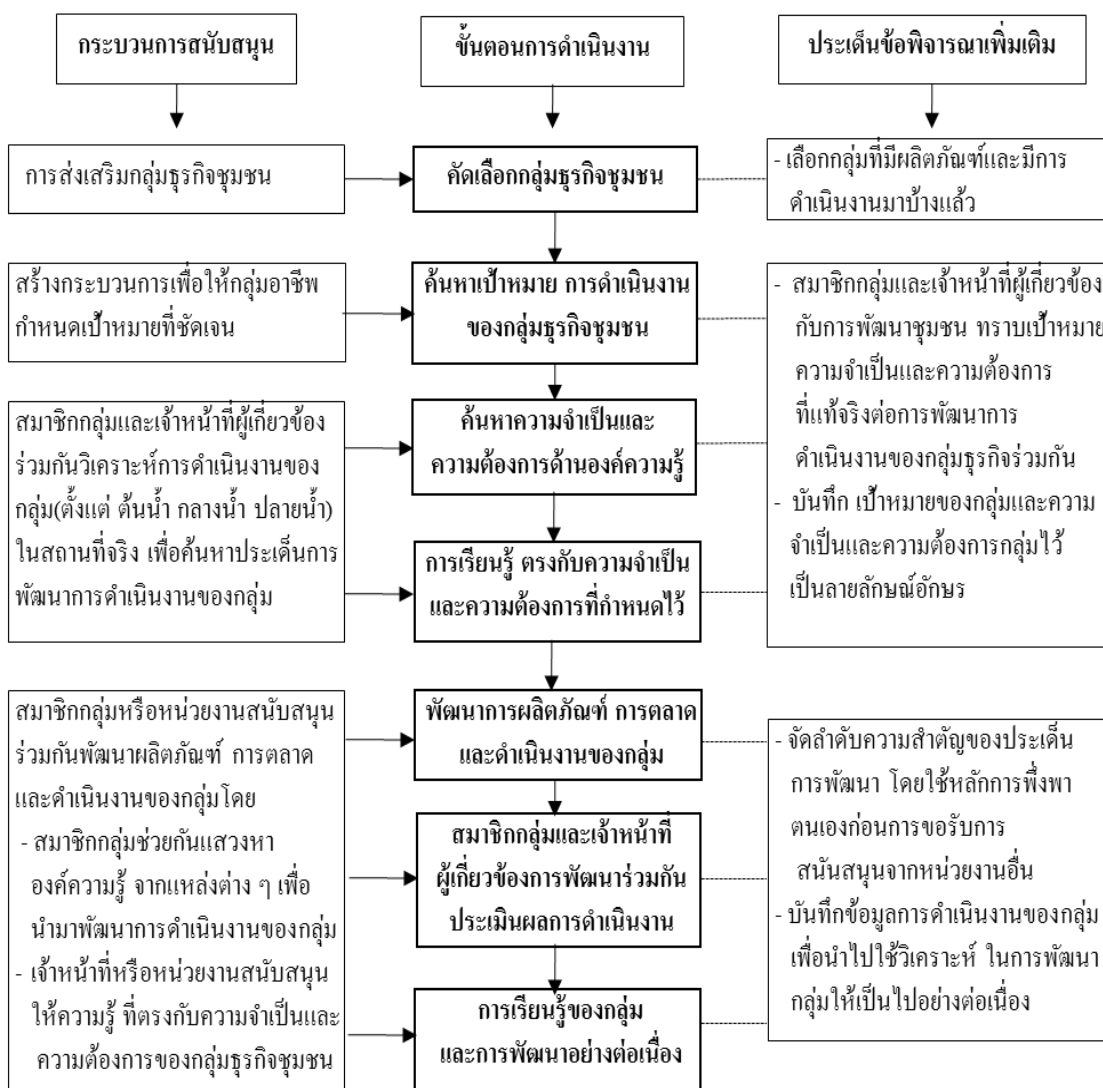 กระบวนการสนับสนุน
ขั้นตอนการดำเนินงาน
ประเด็นข้อพิจารณาเพิ่มเติม
การส่งเสริมกลุ่มธุรกิจชุมชน
คัดเลือกกลุ่มธุรกิจชุมชน
- เลือกกลุ่มที่มีผลิตภัณฑ์และมีการ
ดำเนินงานมาบ้างแล้ว
สร้างกระบวนการเพื่อให้กลุ่มอาชีพ
กำหนดเป้าหมายที่ชัดเจน
ค้นหาเป้าหมาย การดำเนินงาน
ของกลุ่มธุรกิจชุมชน
- สมาชิกกลุ่มและเจ้าหน้าที่ผู้เกี่ยวข้อง
กับการพัฒนาชุมชน ทราบเป้าหมาย
ความจำเป็นและความต้องการ
ที่แท้จริงต่อการพัฒนาการ
ดำเนินงานของกลุ่มธุรกิจร่วมกัน
- บันทึก เป้าหมายของกลุ่มและความ
จำเป็นและความต้องการกลุ่มไว้
เป็นลายลักษณ์อักษร
สมาชิกกลุ่มและเจ้าหน้าที่ผู้เกี่ยวข้อง
ร่วมกันวิเคราะห์การดำเนินงานของ
กลุ่ม(ตั้งแต่ ต้นน้ำ กลางน้ำ ปลายน้ำ)
ในสถานที่จริง เพื่อค้นหาประเด็นการ
พัฒนาการดำเนินงานของกลุ่ม
ค้นหาความจำเป็นและ
ความต้องการด้านองค์ความรู้
การเรียนรู้ ตรงกับความจำเป็น
และความต้องการที่กำหนดไว้
สมาชิกกลุ่มหรือหน่วยงานสนับสนุน
ร่วมกันพัฒนาผลิตภัณฑ์ การตลาด
และดำเนินงานของกลุ่มโดย
- สมาชิกกลุ่มช่วยกันแสวงหา
องค์ความรู้ จากแหล่งต่าง ๆ เพื่อ
นำมาพัฒนาการดำเนินงานของกลุ่ม
- เจ้าหน้าที่หรือหน่วยงานสนับสนุน
ให้ความรู้ ที่ตรงกับความจำเป็นและ
ความต้องการของกลุ่มธุรกิจชุมชน
พัฒนาการผลิตภัณฑ์ การตลาด
และดำเนินงานของกลุ่ม
สมาชิกกลุ่มและเจ้าหน้าที่
ผู้เกี่ยวข้องการพัฒนาร่วมกัน
ประเมินผลการดำเนินงาน
การเรียนรู้ของกลุ่ม
และการพัฒนาอย่างต่อเนื่อง
- จัดลำดับความสำคัญของประเด็น
การพัฒนา โดยใช้หลักการพึ่งพา
ตนเองก่อนการขอรับการ
สนันสนุนจากหน่วยงานอื่น
- บันทึกข้อมูลการดำเนินงานของกลุ่ม
เพื่อนำไปใช้วิเคราะห์ ในการพัฒนา
กลุ่มให้เป็นไปอย่างต่อเนื่อง